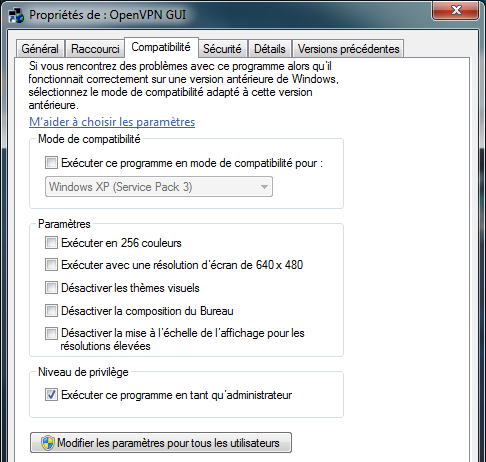 Propriétés de : OpenVPN GUI
Général Raccourci Compatibilité Sécurité Détails Versions précédentes
Si vous rencontrez des problèmes avec ce programme alors qu'il
fonctionnait correctement sur une version antérieure de Windows,
sélectionnez le mode de compatibilité adapté à cette version
antérieure.
M'aider à choisir les paramètres
Mode de compatibilité
Exécuter ce programme en mode de compatibilité pour :
Windows XP (Service Pack 3)
Paramètres
Exécuter en 256 couleurs
Exécuter avec une résolution d'écran de 640 x 480
Désactiver les thèmes visuels
Désactiver la composition du Bureau
Désactiver la mise à l'échelle de l'affichage pour les
résolutions élevées
Niveau de privilège
Exécuter ce programme en tant qu'administrateur
Modifier les paramètres pour tous les utilisateurs